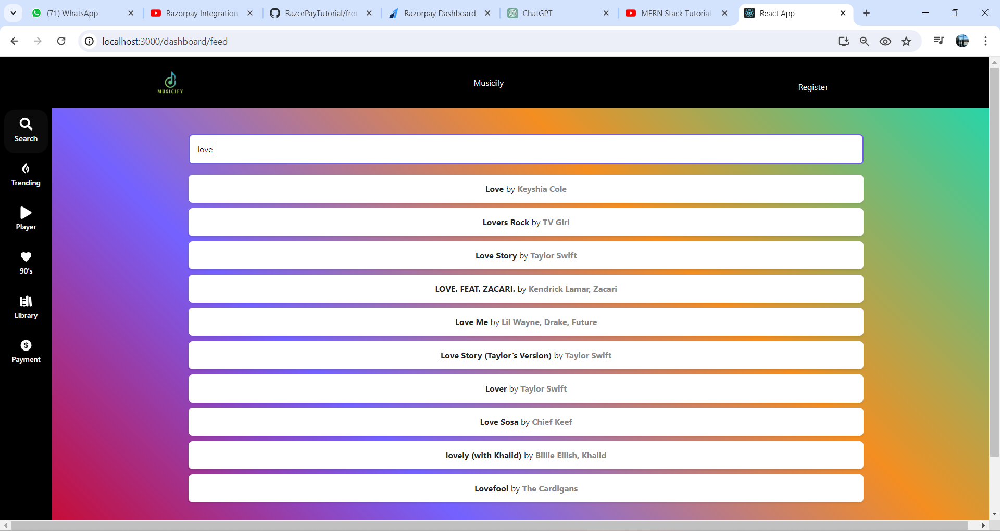 (71) WhatsApp
Razorpay Integration
RazorPayTutorial/fror
Razorpay Dashboard
ChatGPT
MERN Stack Tutorial
React App
localhost:3000/dashboard/feed
MUSICIFY
Musicify
Register
Search
Trending
Player
90's
Library
$
Payment
love
Love by Keyshia Cole
Lovers Rock by TV Girl
Love Story by Taylor Swift
LOVE. FEAT. ZACARI. by Kendrick Lamar, Zacari
Love Me by Lil Wayne, Drake, Future
Love Story (Taylor’s Version) by Taylor Swift
Lover by Taylor Swift
Love Sosa by Chief Keef
lovely (with Khalid) by Billie Eilish, Khalid
Lovefool by The Cardigans